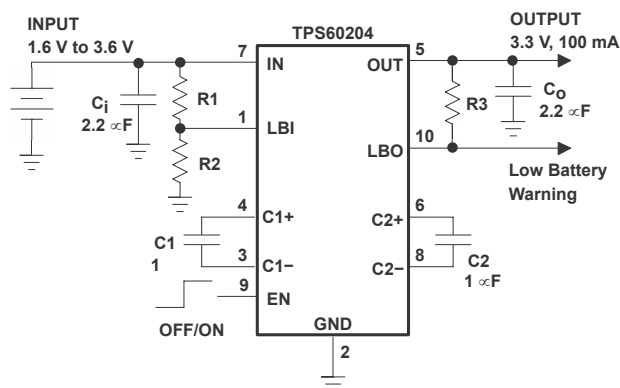 INPUT
1.6 V to 3.6 V
TPS60204
OUTPUT
3.3 V, 100 mA
7
IN
OUT
5
Ci
2.2 ∝F
R1
R3
Co
2.2 ∝F
1
LBI
R2
LBO
10
Low Battery
Warning
4
C1+
C2+
6
C1
1
3
C1−
C2−
8
C2
1 ∝F
9
EN
OFF/ON
GND
2